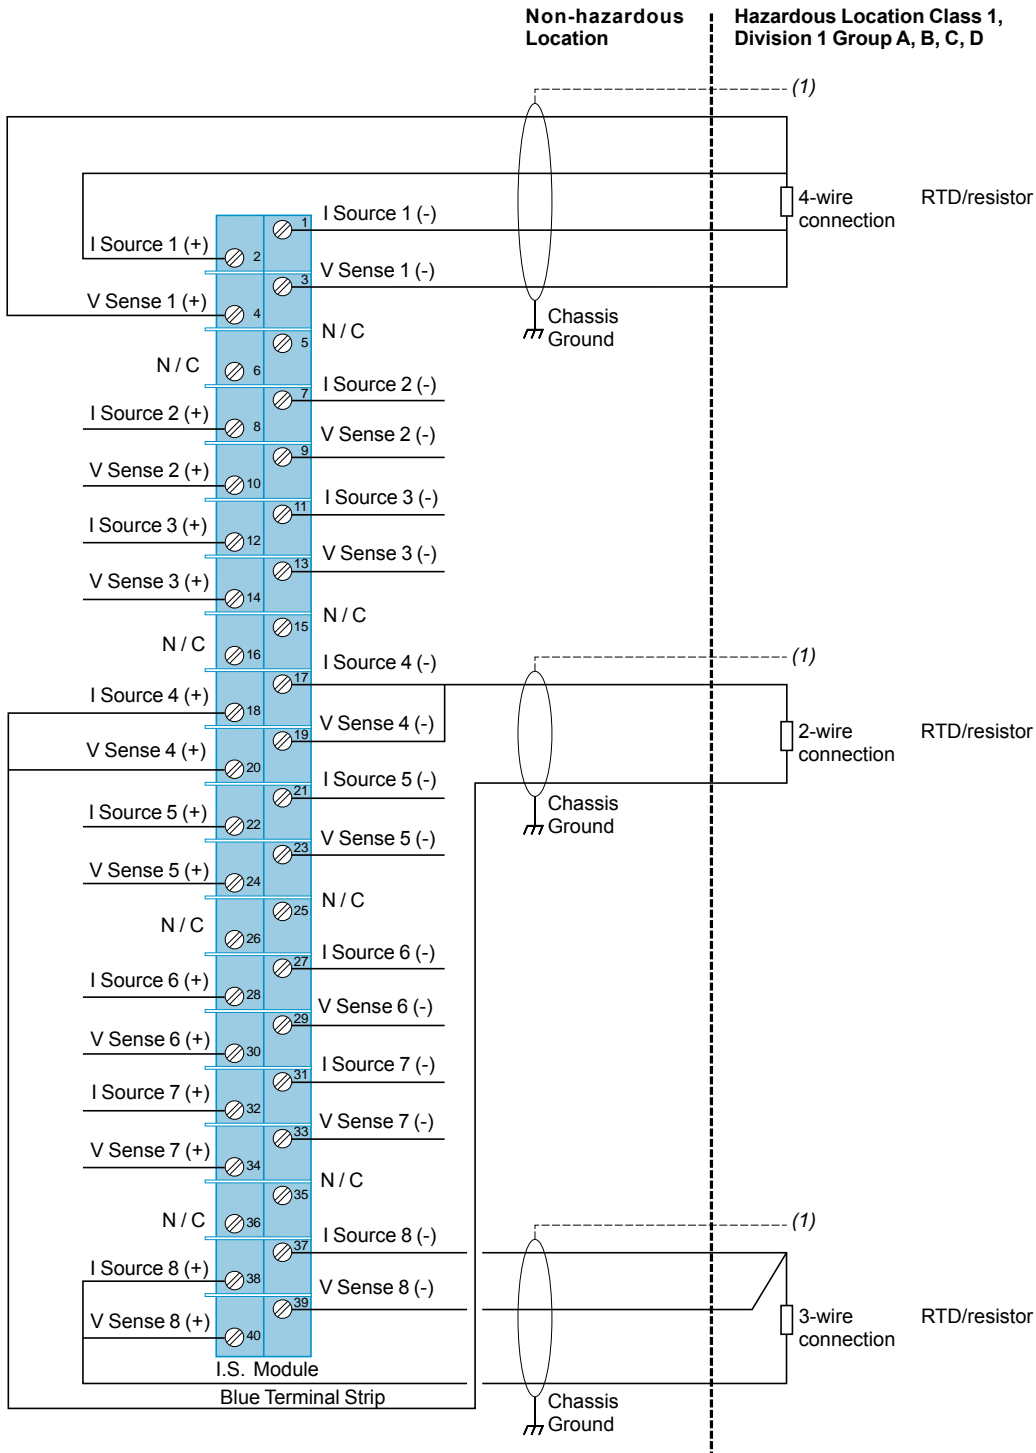 Non-hazardous
Location
Hazardous Location Class 1,
Division 1 Group A, B, C, D
(1)
4-wire
connection
RTD/resistor
I Source 1 (-)
1
I Source 1 (+)
2
V Sense 1 (-)
3
V Sense 1 (+)
4
Chassis
Ground
N / C
5
N / C
6
I Source 2 (-)
7
I Source 2 (+)
8
V Sense 2 (-)
9
V Sense 2 (+)
10
I Source 3 (-)
11
I Source 3 (+)
12
V Sense 3 (-)
13
V Sense 3 (+)
14
N / C
15
N / C
16
I Source 4 (-)
(1)
17
I Source 4 (+)
18
V Sense 4 (-)
19
2-wire
connection
RTD/resistor
V Sense 4 (+)
20
I Source 5 (-)
21
Chassis
Ground
I Source 5 (+)
22
V Sense 5 (-)
23
V Sense 5 (+)
24
N / C
25
N / C
26
I Source 6 (-)
27
I Source 6 (+)
28
V Sense 6 (-)
29
V Sense 6 (+)
30
I Source 7 (-)
31
I Source 7 (+)
32
V Sense 7 (-)
33
V Sense 7 (+)
34
N / C
35
N / C
36
(1)
I Source 8 (-)
37
I Source 8 (+)
38
V Sense 8 (-)
39
V Sense 8 (+)
40
3-wire
connection
RTD/resistor
I.S. Module
Blue Terminal Strip
Chassis
Ground